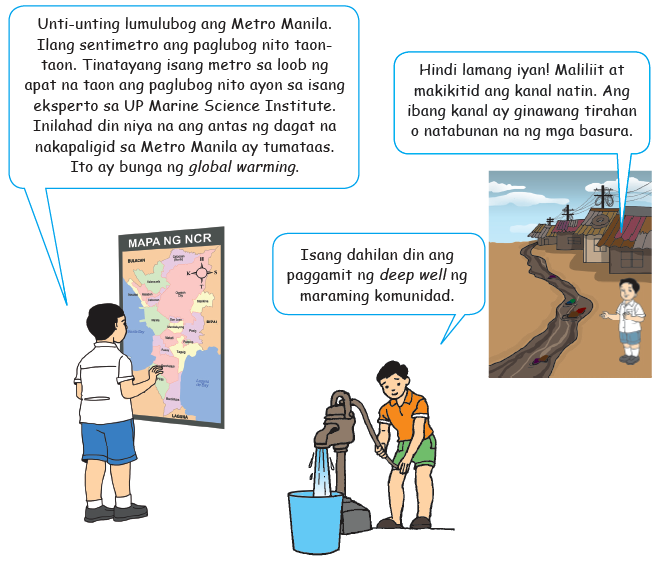 Unti-unting lumulubog ang Metro Manila.
Ilang sentimetro ang paglubog nito taon-
taon. Tinatayang isang metro sa loob ng
apat na taon ang paglubog nito ayon sa isang
eksperto sa UP Marine Science Institute.
Inilahad din niya na ang antas ng dagat na
nakapaligid sa Metro Manila ay tumataas.
Ito ay bunga ng global warming.
Hindi lamang iyan! Maliliit at
makikitid ang kanal natin. Ang
ibang kanal ay ginawang tirahan
o natabunan na ng mga basura.
Isang dahilan din ang
paggamit ng deep well ng
maraming komunidad.
MAPA NG NCR
BULACAN
RIZAL
LAGUNA